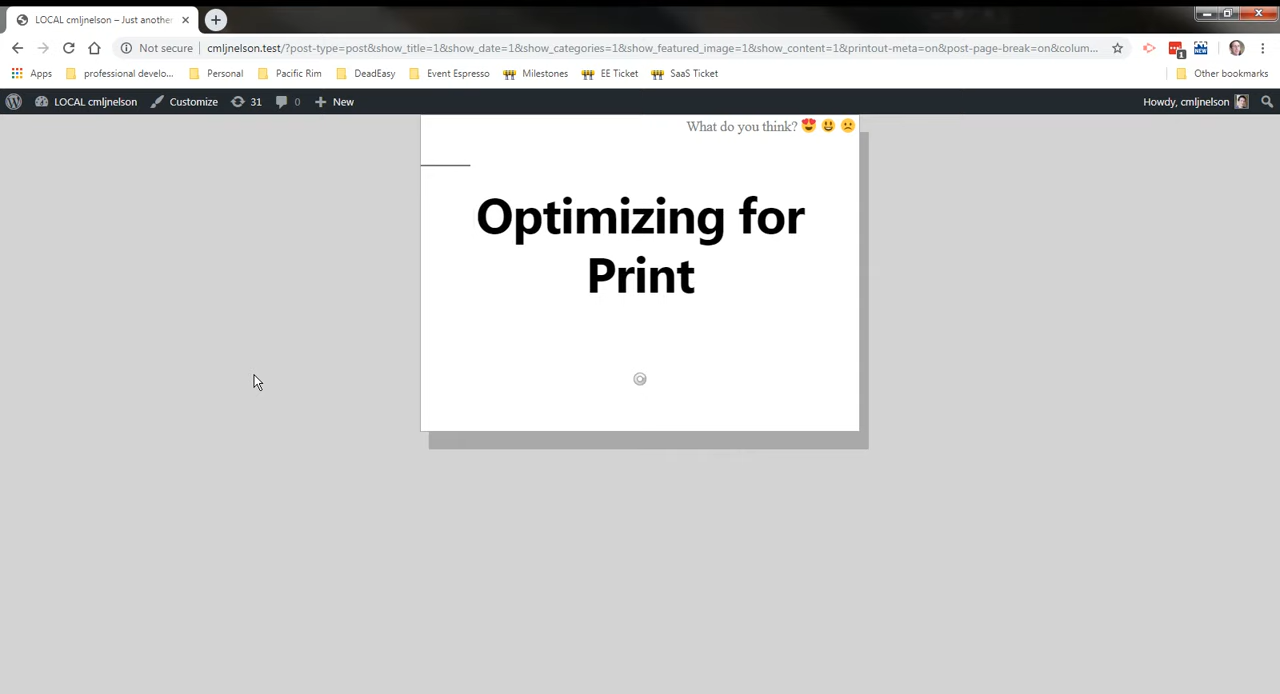 LOCAL cmljnelson – Just anothe
Not secure cmljnelson.test/?post-type=post&show_title=1&show_date=1&show_categories=1&show_featured_image=1&show_content=1&printout-meta=on&post-page-break=on&colum...
Apps professional develo... Personal Pacific Rim DeadEasy Event Espresso Milestones EE Ticket SaaS Ticket Other bookmarks
LOCAL cmljnelson Customize 31 0 New Howdy, cmljnelson
What do you think? 😍 😃 🙁
Optimizing for
Print